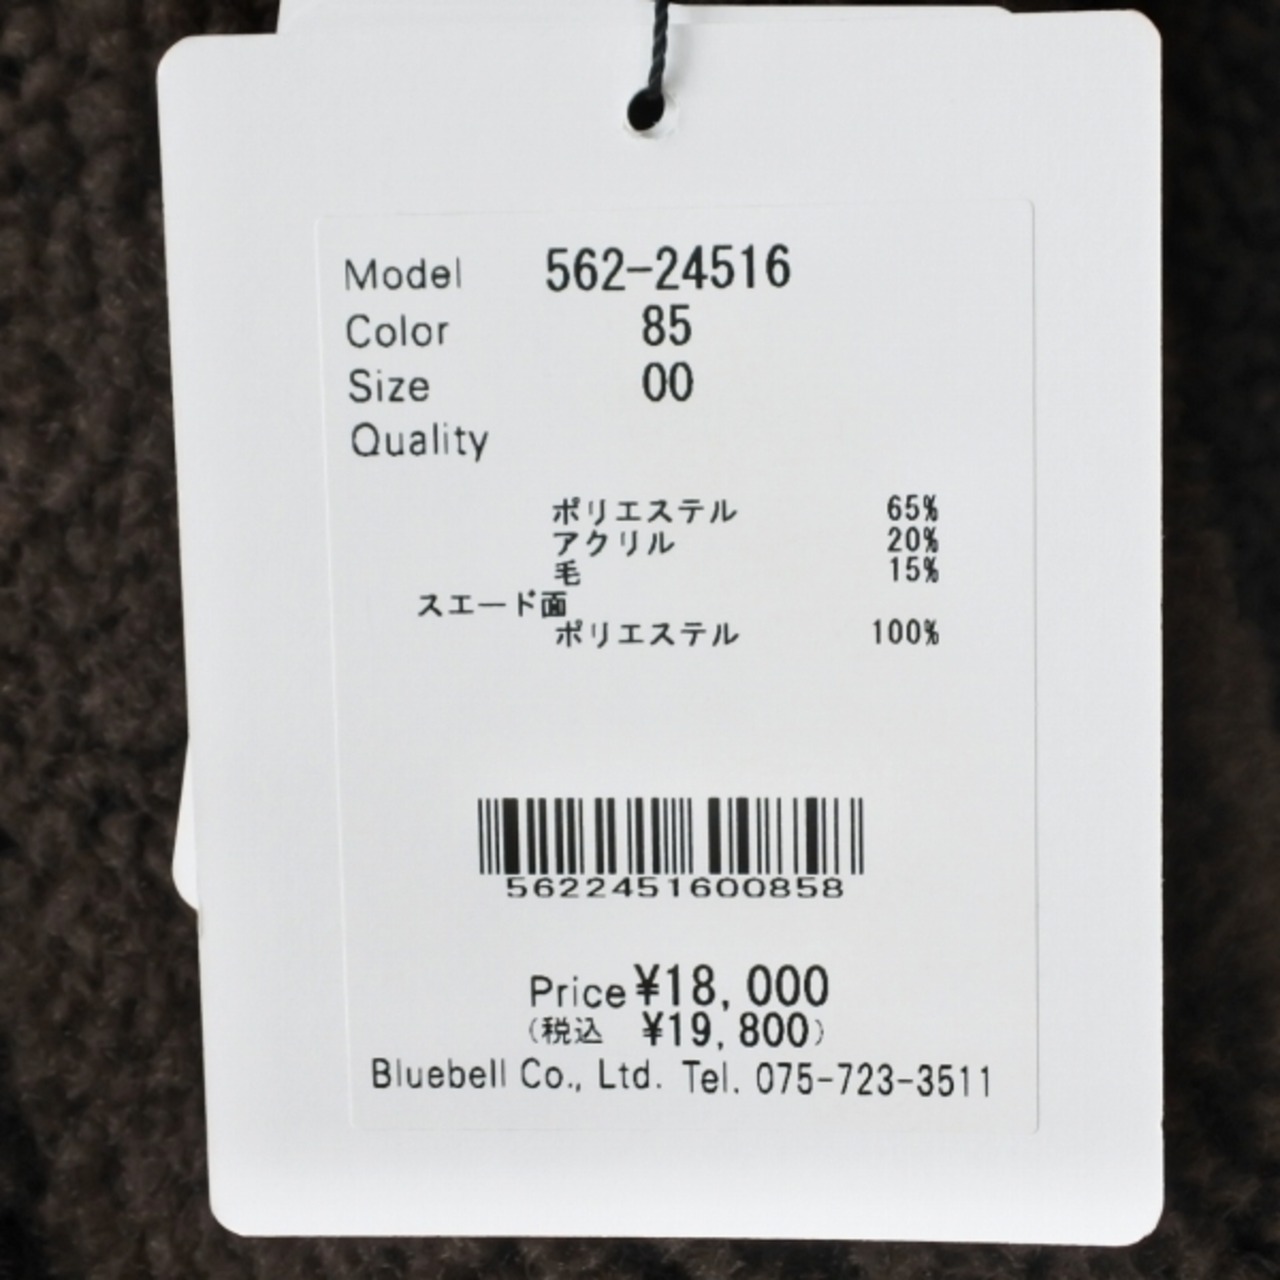 Model 562-24516
Color 85
Size 00
Quality
ポリエステル 65%
アクリル 20%
毛 15%
スエード面
ポリエステル 100%
5622451600858
Price ¥18,000
(税込 ¥19,800)
Bluebell Co., Ltd. Tel. 075-723-3511